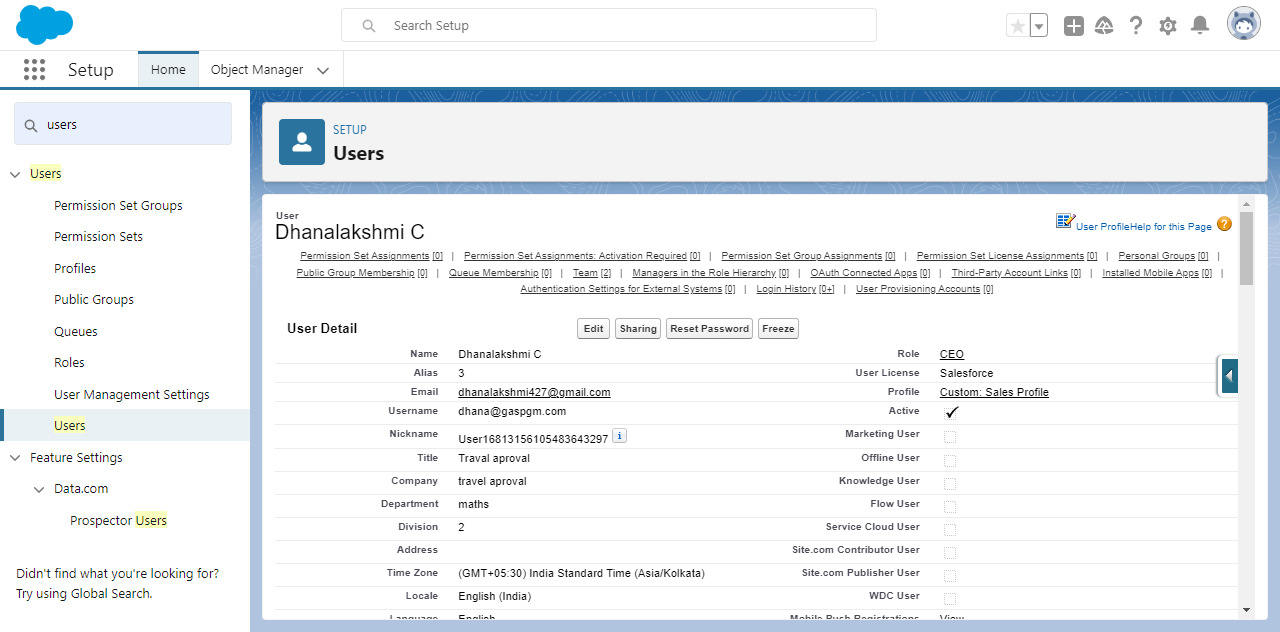 Search Setup
Setup
Home
Object Manager
users
Users
Permission Set Groups
Permission Sets
Profiles
Public Groups
Queues
Roles
User Management Settings
Users
Feature Settings
Data.com
Prospector Users
Didn't find what you're looking for?
Try using Global Search.
SETUP
Users
User
Dhanalakshmi C
User Profile Help for this Page
Permission Set Assignments [0] | Permission Set Assignments: Activation Required [0] | Permission Set Group Assignments [0] | Permission Set License Assignments [0] | Personal Groups [0] |
Public Group Membership [0] | Queue Membership [0] | Team [2] | Managers in the Role Hierarchy [0] | OAuth Connected Apps [0] | Third-Party Account Links [0] | Installed Mobile Apps [0] |
Authentication Settings for External Systems [0] | Login History [0+] | User Provisioning Accounts [0]
User Detail
Edit Sharing Reset Password Freeze
Name Dhanalakshmi C Role CEO
Alias 3 User License Salesforce
Email dhanalakshmi427@gmail.com Profile Custom: Sales Profile
Username dhana@gaspgm.com Active
Nickname User16813156105483643297 i Marketing User
Title Traval aproval Offline User
Company travel aproval Knowledge User
Department maths Flow User
Division 2 Service Cloud User
Address Site.com Contributor User
Time Zone (GMT+05:30) India Standard Time (Asia/Kolkata) Site.com Publisher User
Locale English (India) WDC User
Language English Mobile Push Registrations View